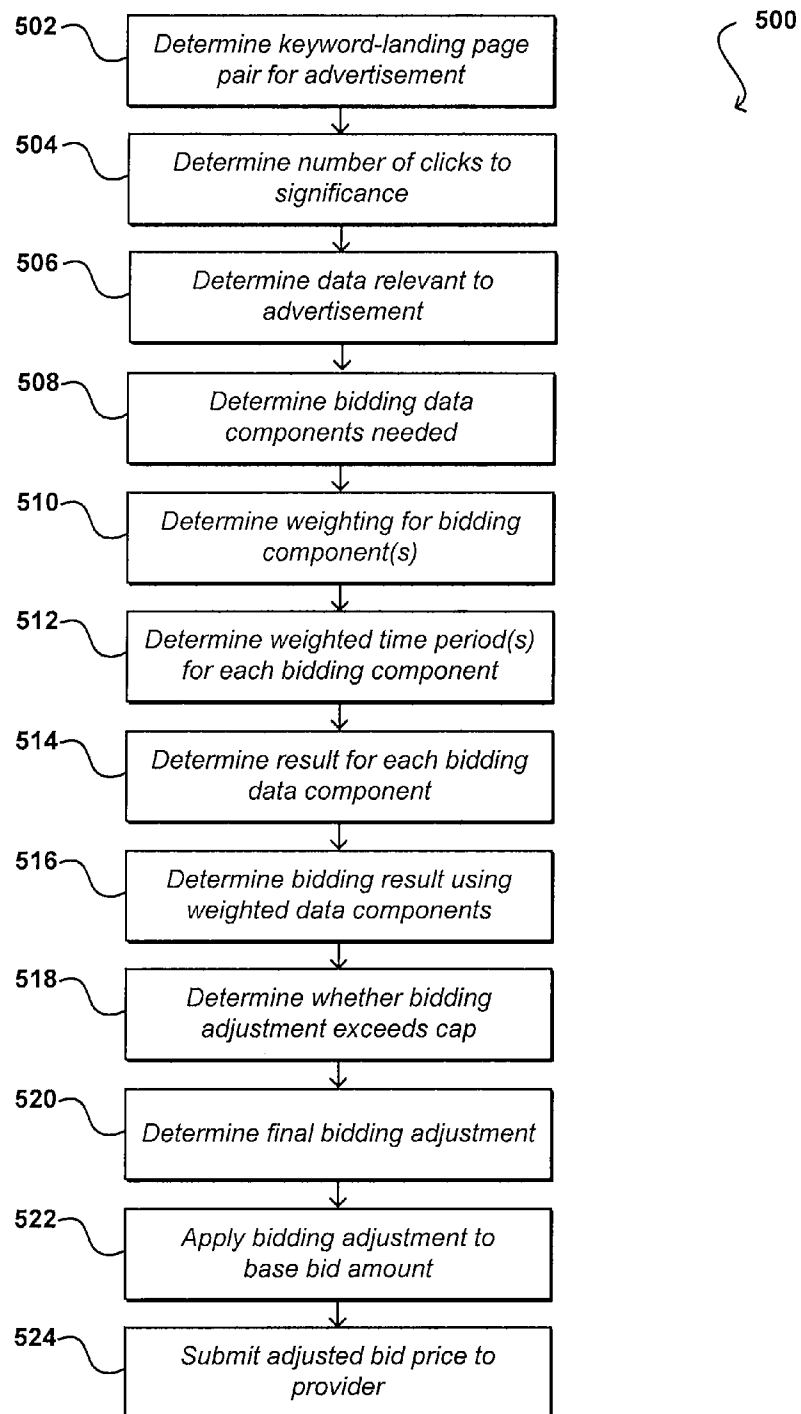 500
502
Determine keyword-landing page
pair for advertisement
504
Determine number of clicks to
significance
506
Determine data relevant to
advertisement
508
Determine bidding data
components needed
510
Determine weighting for bidding
component(s)
512
Determine weighted time period(s)
for each bidding component
514
Determine result for each bidding
data component
516
Determine bidding result using
weighted data components
518
Determine whether bidding
adjustment exceeds cap
520
Determine final bidding adjustment
522
Apply bidding adjustment to
base bid amount
524
Submit adjusted bid price to
provider